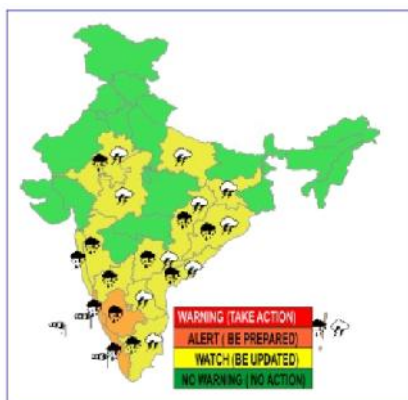 WARNING (TAKE ACTION)
ALERT ( BE PREPARED)
WATCH (BE UPDATED)
NO WARNING ( NO ACTION)